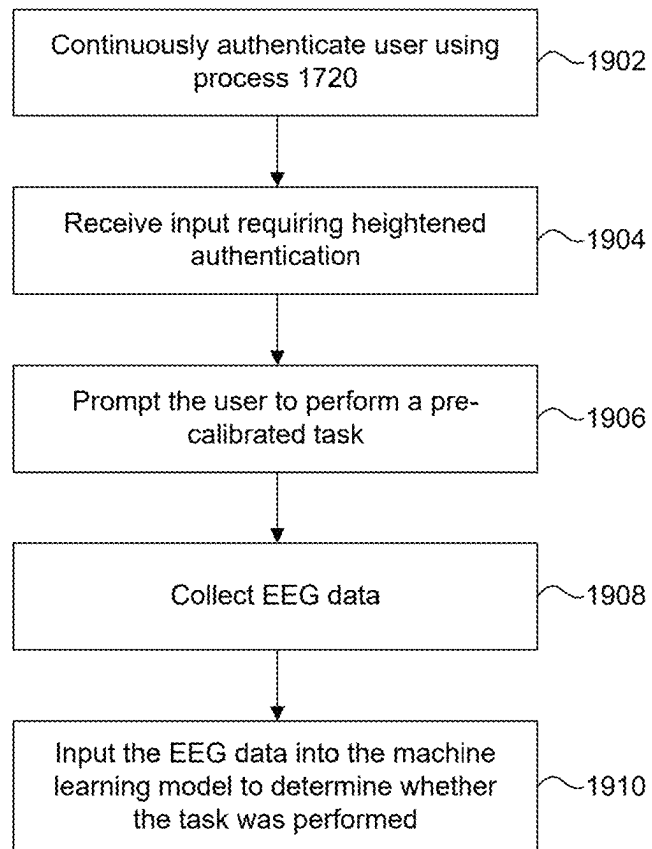 Continuously authenticate user using
process 1720
1902
Receive input requiring heightened
authentication
1904
Prompt the user to perform a pre-
calibrated task
1906
Collect EEG data
1908
Input the EEG data into the machine
learning model to determine whether
the task was performed
1910